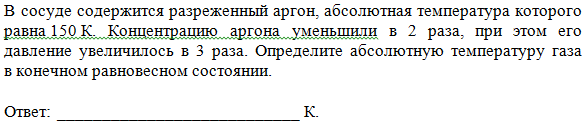 В сосуде содержится разреженный аргон, абсолютная температура которого
равна 150 К. Концентрацию аргона уменьшили в 2 раза, при этом его
давление увеличилось в 3 раза. Определите абсолютную температуру газа
в конечном равновесном состоянии.
Ответ: ___________________________ К.